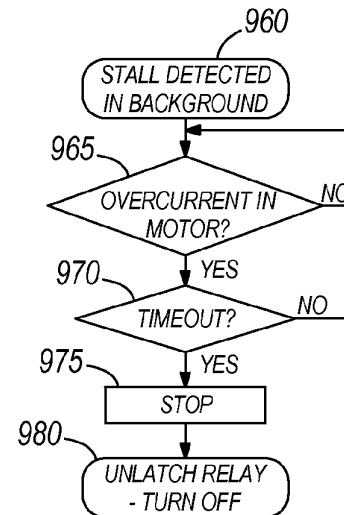 960
STALL DETECTED
IN BACKGROUND
965
OVERCURRENT IN
MOTOR?
NO
YES
970
TIMEOUT?
NO
YES
975
STOP
980
UNLATCH RELAY
- TURN OFF